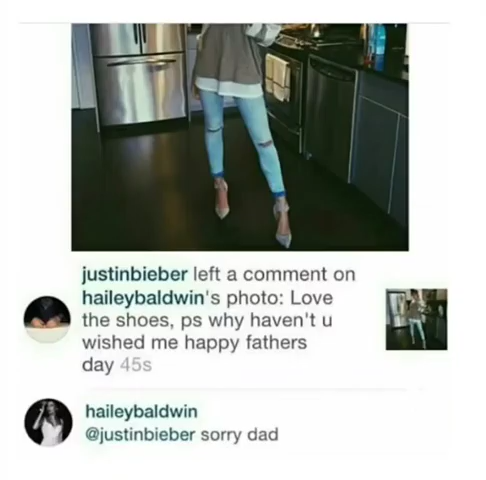 justinbieber left a comment on
haileybaldwin's photo: Love
the shoes, ps why haven't u
wished me happy fathers
day 45s
haileybaldwin
@justinbieber sorry dad